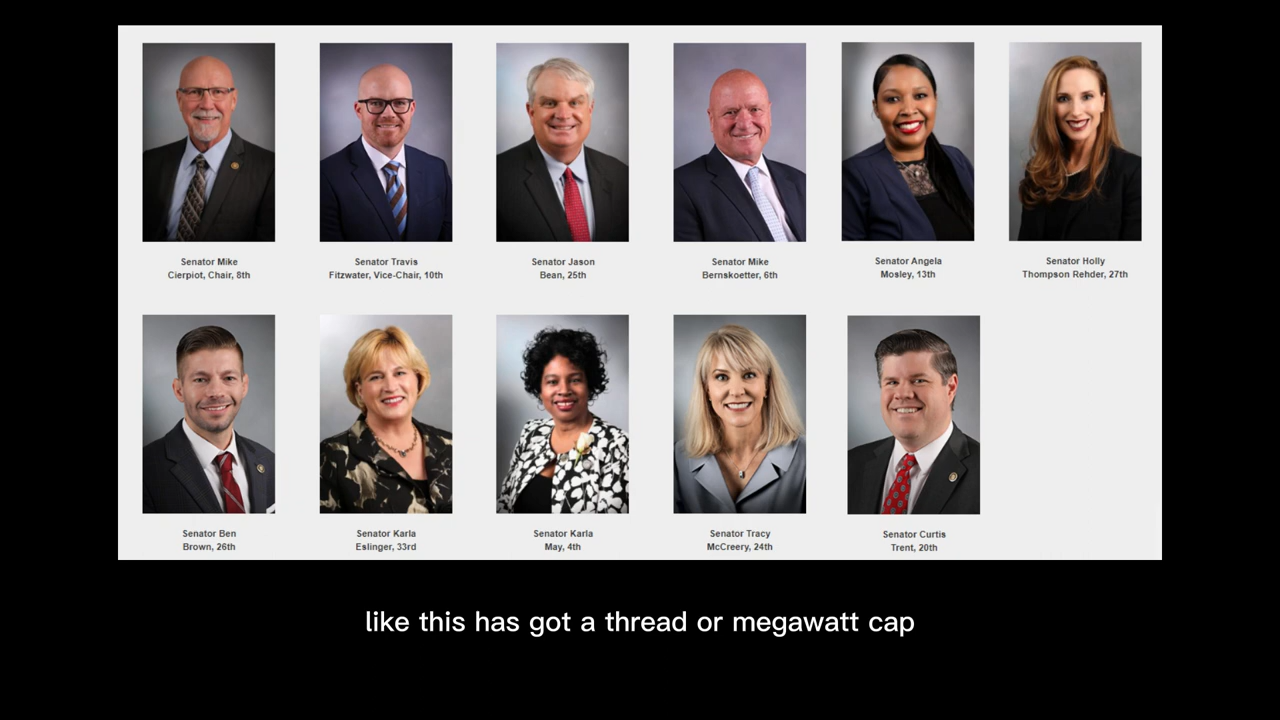 Senator Mike
Cierpiot, Chair, 8th
Senator Travis
Fitzwater, Vice-Chair, 10th
Senator Jason
Bean, 25th
Senator Mike
Bernskoetter, 6th
Senator Angela
Mosley, 13th
Senator Holly
Thompson Rehder, 27th
Senator Ben
Brown, 26th
Senator Karla
Eslinger, 33rd
Senator Karla
May, 4th
Senator Tracy
McCreery, 24th
Senator Curtis
Trent, 20th
like this has got a thread or megawatt cap